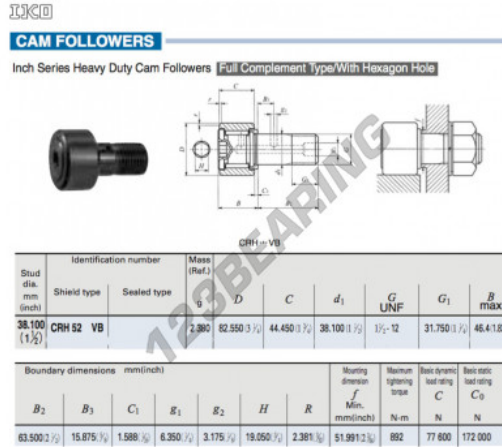 IKO
CAM FOLLOWERS
Inch Series Heavy Duty Cam Followers Full Complement Type/With Hexagon Hole
C
D
H
B
CRH ··· VB
123BEARING
Stud dia. mm (inch) Identification number Mass (Ref.) g
Shield type Sealed type D C d1 G UNF G1 B max
38.100 (1½) CRH 52 VB 82.550 44.450 38.100 (1½) 1½-12 31.750 46.4
Boundary dimensions mm(inch) Mounting dimension f Min. mm(inch) Maximum tightening torque N-m Basic dynamic load rating C N Basic static load rating C0 N
B2 B3 C1 g1 g2 H R
63.500 15.875 1.588 6.350 3.175 19.050 2.381 51.991 892 77 600 172 000